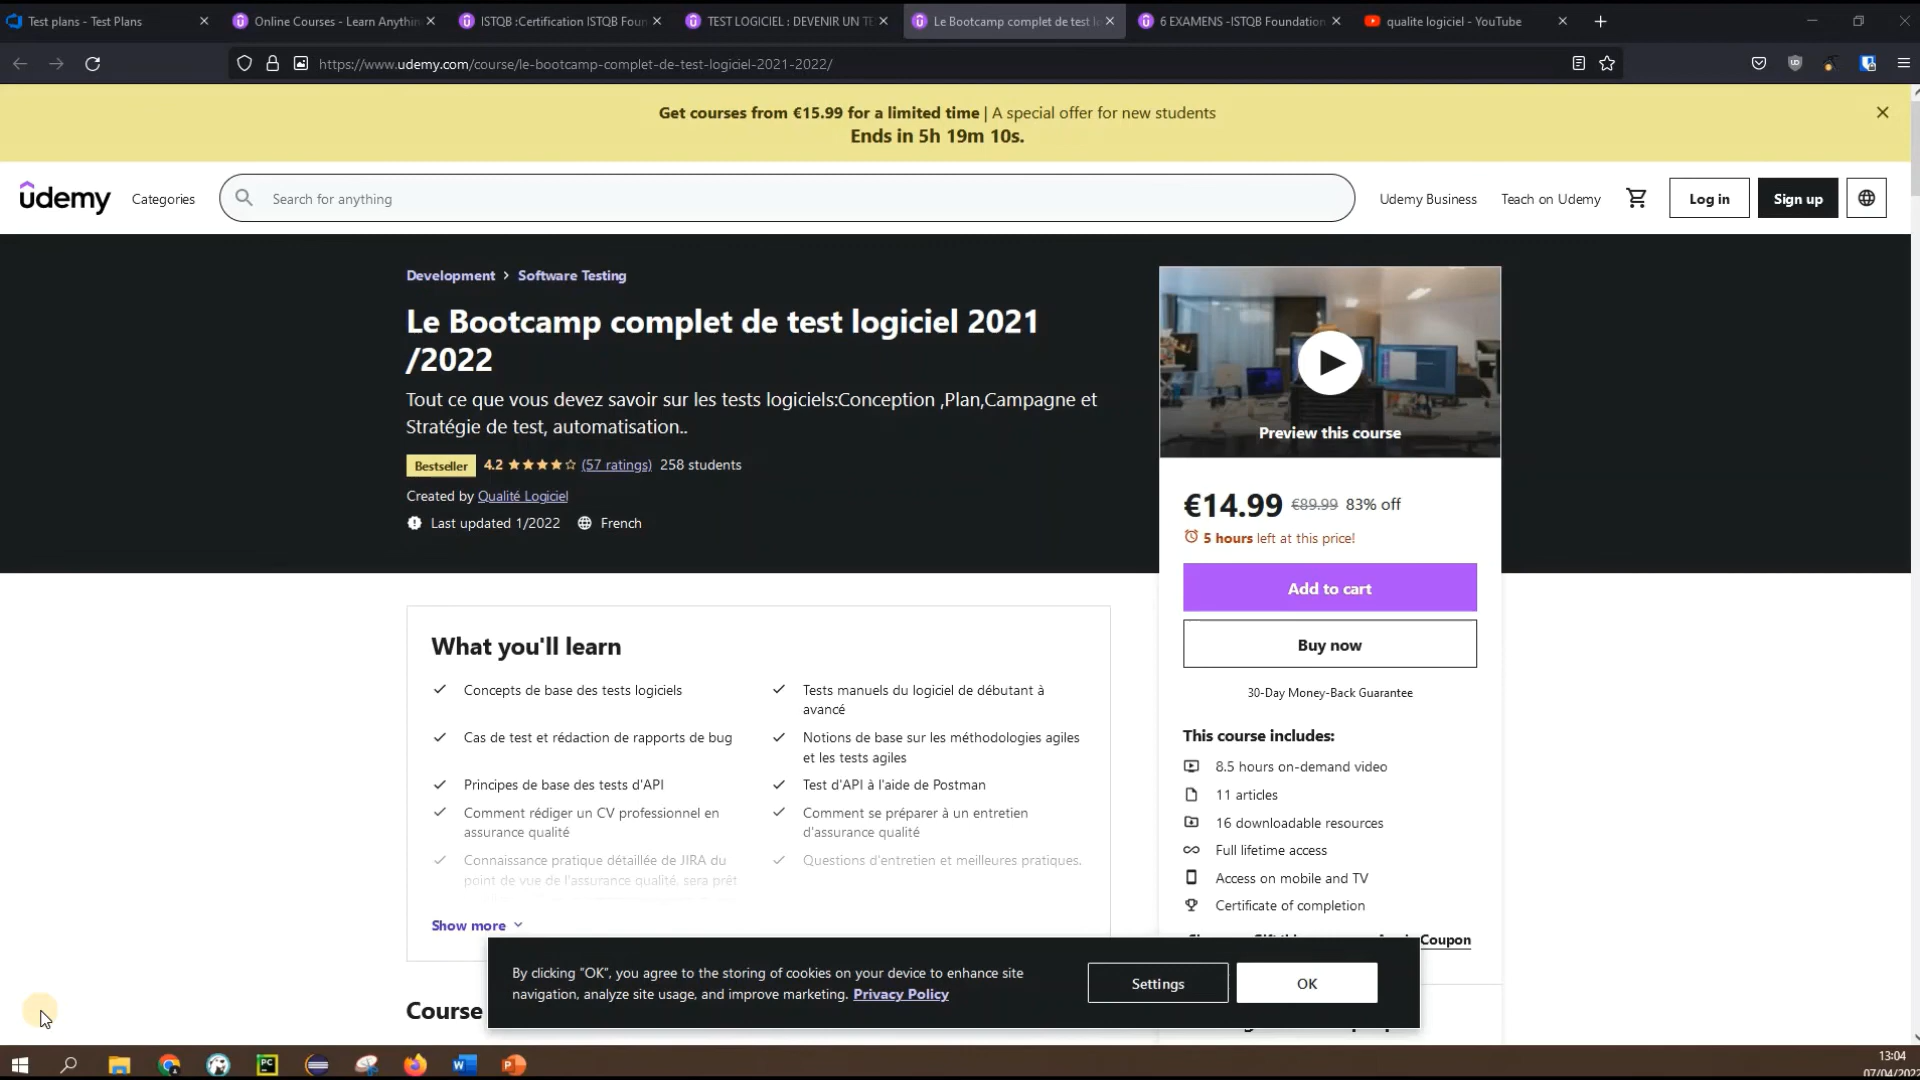 Test plans - Test Plans
Online Courses - Learn Anythin
ISTQB :Certification ISTQB Foun
TEST LOGICIEL : DEVENIR UN TE
Le Bootcamp complet de test l
6 EXAMENS -ISTQB Foundation
qualite logiciel - YouTube
https://www.udemy.com/course/le-bootcamp-complet-de-test-logiciel-2021-2022/
Get courses from €15.99 for a limited time | A special offer for new students
Ends in 5h 19m 10s.
udemy
Categories
Search for anything
Udemy Business
Teach on Udemy
Log in
Sign up
Development > Software Testing
Le Bootcamp complet de test logiciel 2021
/2022
Tout ce que vous devez savoir sur les tests logiciels:Conception ,Plan,Campagne et
Stratégie de test, automatisation..
Bestseller 4.2 (57 ratings) 258 students
Created by Qualité Logiciel
Last updated 1/2022 French
Preview this course
€14.99 €89.99 83% off
5 hours left at this price!
Add to cart
Buy now
30-Day Money-Back Guarantee
This course includes:
8.5 hours on-demand video
11 articles
16 downloadable resources
Full lifetime access
Access on mobile and TV
Certificate of completion
Coupon
What you'll learn
Concepts de base des tests logiciels
Tests manuels du logiciel de débutant à
avancé
Cas de test et rédaction de rapports de bug
Notions de base sur les méthodologies agiles
et les tests agiles
Principes de base des tests d'API
Test d'API à l'aide de Postman
Comment rédiger un CV professionnel en
assurance qualité
Comment se préparer à un entretien
d'assurance qualité
Connaissance pratique détaillée de JIRA du
point de vue de l'assurance qualité, sera prêt
Questions d'entretien et meilleures pratiques.
Show more
Course
By clicking "OK", you agree to the storing of cookies on your device to enhance site
navigation, analyze site usage, and improve marketing. Privacy Policy
Settings
OK
13:04
07/04/2022